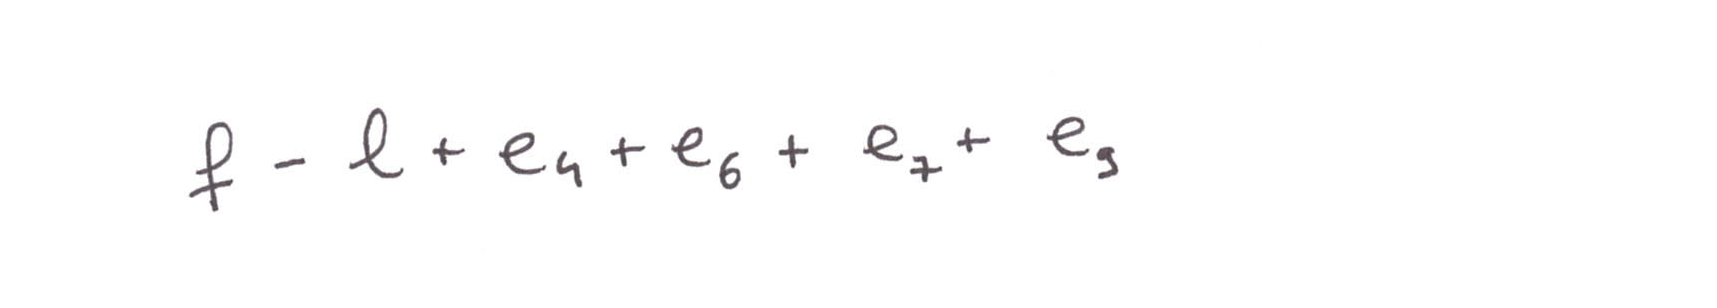 f - l + e₄ + e₆ + e₇ + e₉